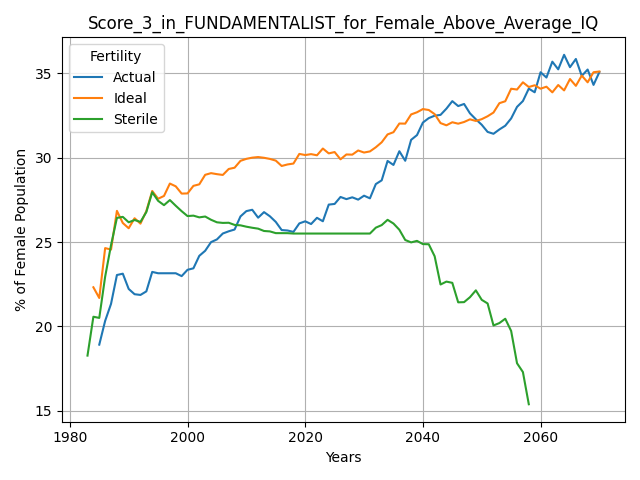 Score_3_in_FUNDAMENTALIST_for_Female_Above_Average_IQ
Fertility
Actual
Ideal
Sterile
% of Female Population
35
30
25
20
15
1980
2000
2020
2040
2060
Years